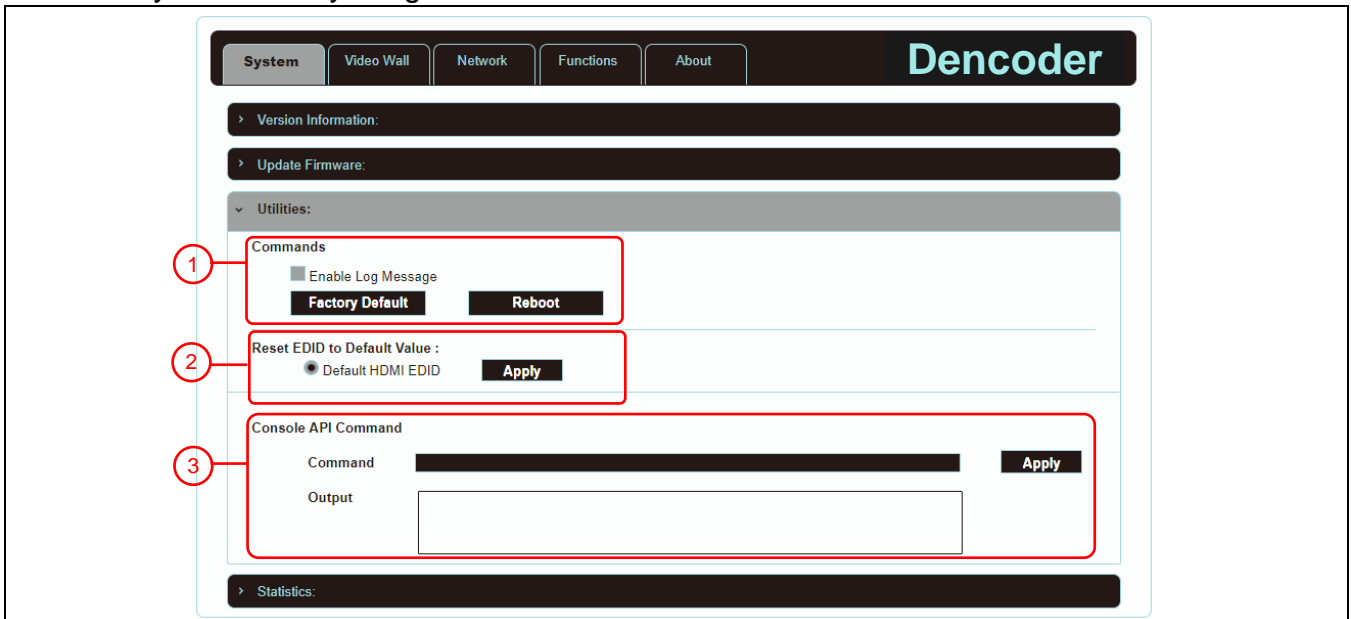 System Video Wall Network Functions About Dencoder
Version Information:
Update Firmware:
Utilities:
Commands
1
Enable Log Message
Factory Default Reboot
Reset EDID to Default Value :
2
Default HDMI EDID Apply
Console API Command
3
Command Apply
Output
Statistics: